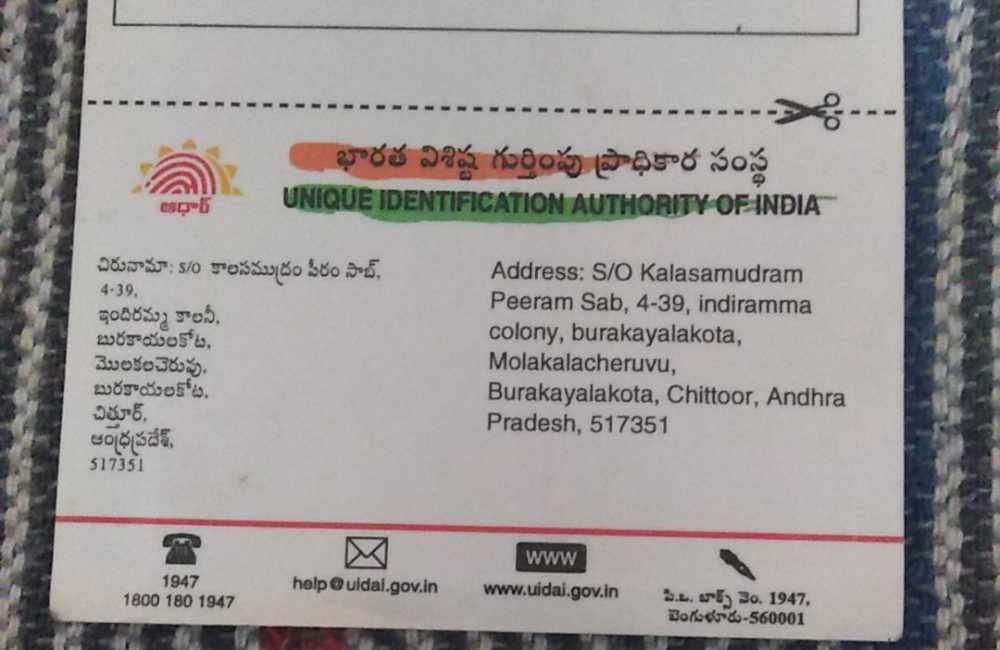 భారత విశిష్ట గుర్తింపు ప్రాధికార సంస్థ
UNIQUE IDENTIFICATION AUTHORITY OF INDIA
ఆధార్
చిరునామా: S/O కాలసముద్రం పీరం సాబ్,
4-39,
ఇందిరమ్మ కాలనీ,
బురకాయలకోట,
మొలకలచెరువు,
బురకాయలకోట,
చిత్తూర్,
ఆంధ్రప్రదేశ్,
517351
Address: S/O Kalasamudram
Peeram Sab, 4-39, indiramma
colony, burakayalakota,
Molakalacheruvu,
Burakayalakota, Chittoor, Andhra
Pradesh, 517351
1947
1800 180 1947
help@uidai.gov.in
www
www.uidai.gov.in
పి.బి. బాక్స్ నెం. 1947,
బెంగుళూరు-560001